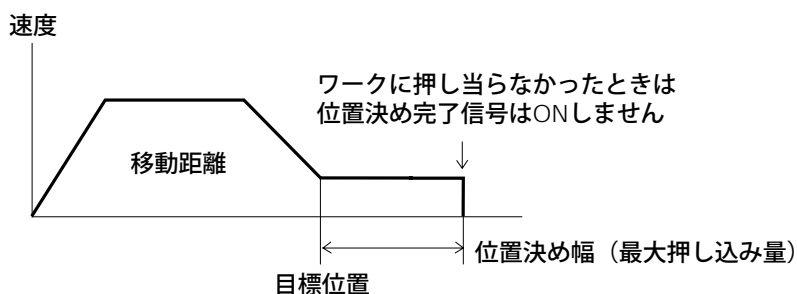 速度
ワークに押し当らなかったときは
位置決め完了信号はONしません
移動距離
位置決め幅（最大押し込み量）
目標位置